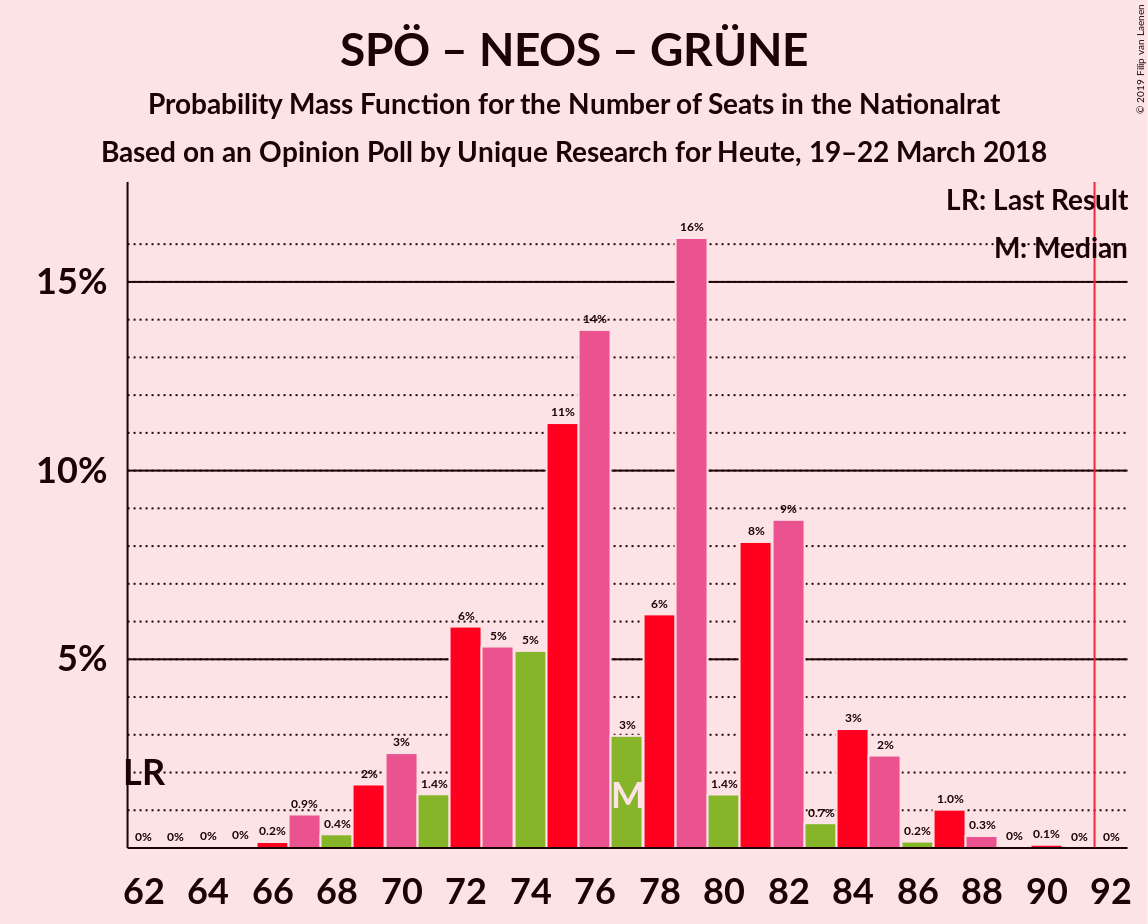 SPÖ – NEOS – GRÜNE
Probability Mass Function for the Number of Seats in the Nationalrat
Based on an Opinion Poll by Unique Research for Heute, 19–22 March 2018
© 2019 Filip van Laenen
LR: Last Result
M: Median
15%
10%
5%
LR
M
0% 0% 0% 0% 0.2% 0.9% 0.4% 2% 3% 1.4% 6% 5% 5% 11% 14% 3% 6% 16% 1.4% 8% 9% 0.7% 3% 2% 0.2% 1.0% 0.3% 0% 0.1% 0% 0%
62 64 66 68 70 72 74 76 78 80 82 84 86 88 90 92